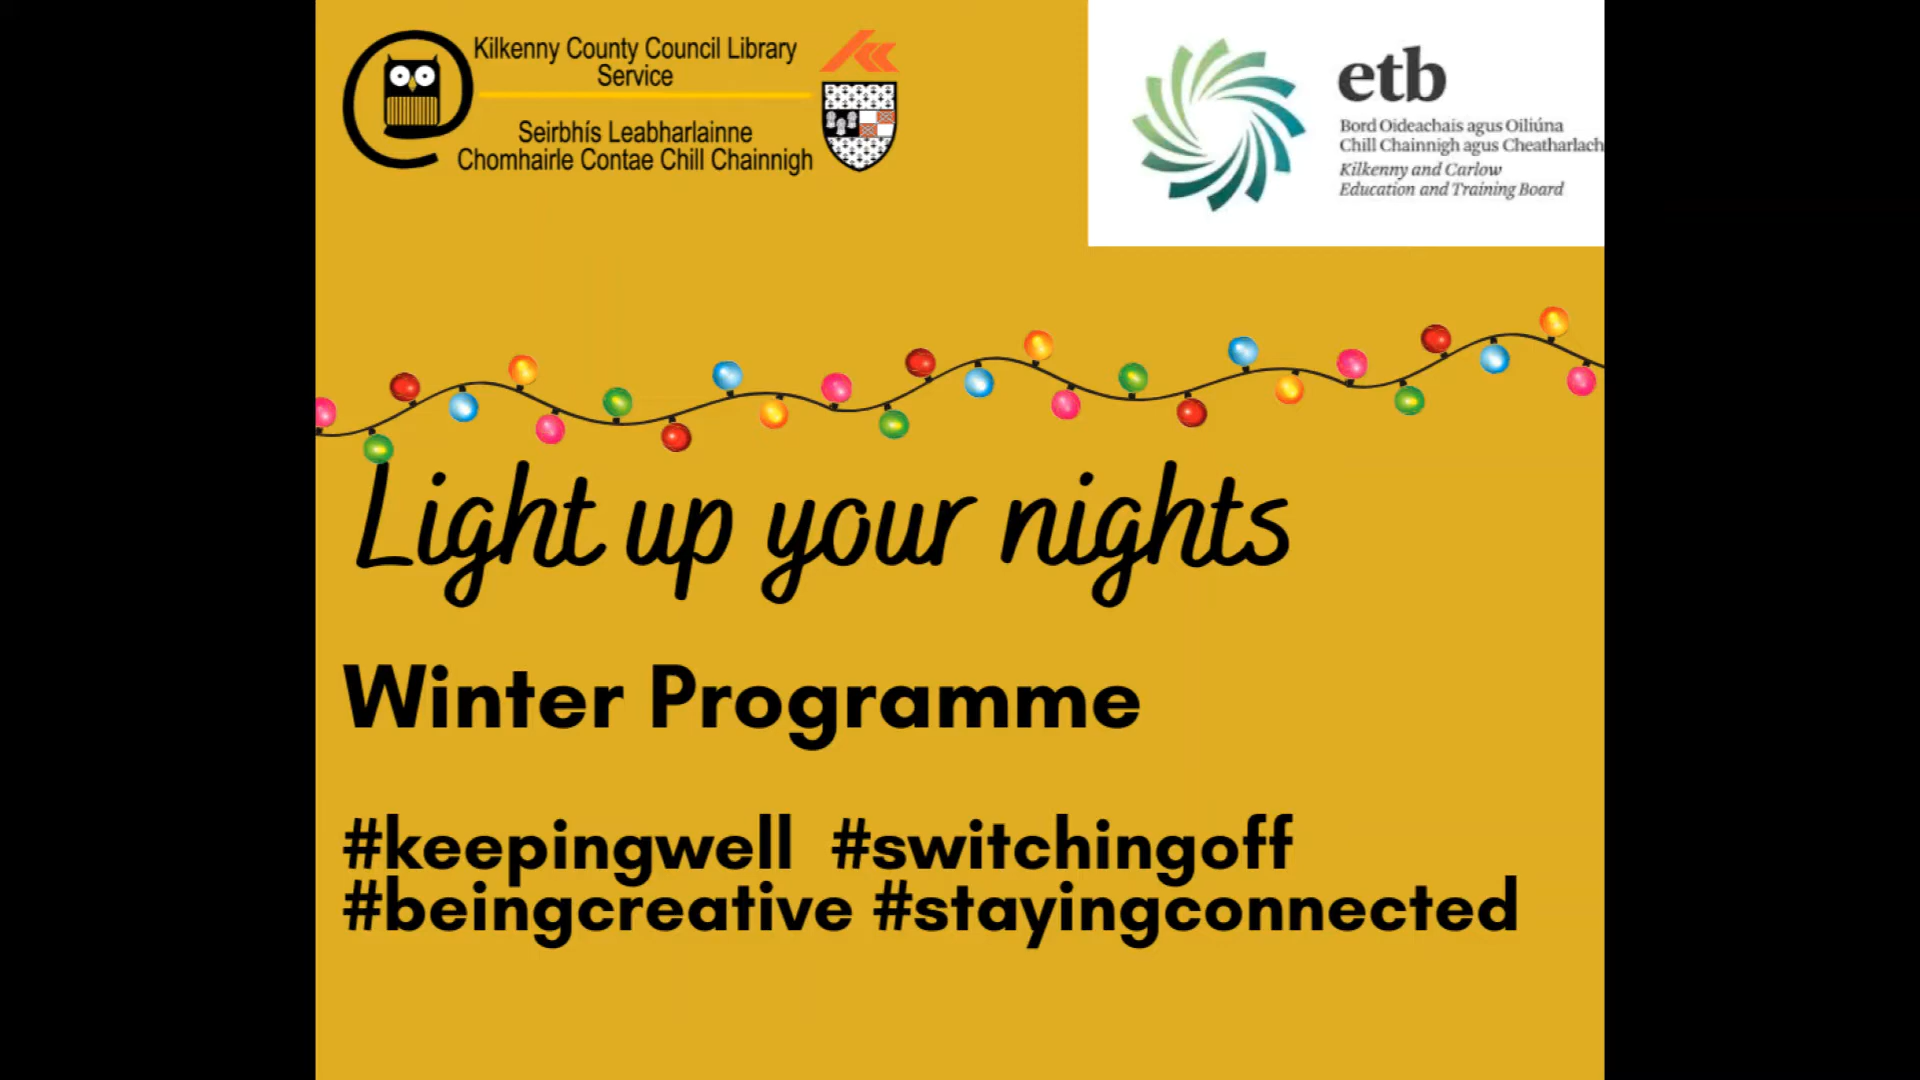 Kilkenny County Council Library
Service
Seirbhís Leabharlainne
Chomhairle Contae Chill Chainnigh
etb
Bord Oideachais agus Oiliúna
Chill Chainnigh agus Cheatharlach
Kilkenny and Carlow
Education and Training Board
Light up your nights
Winter Programme
#keepingwell #switchingoff
#beingcreative #stayingconnected